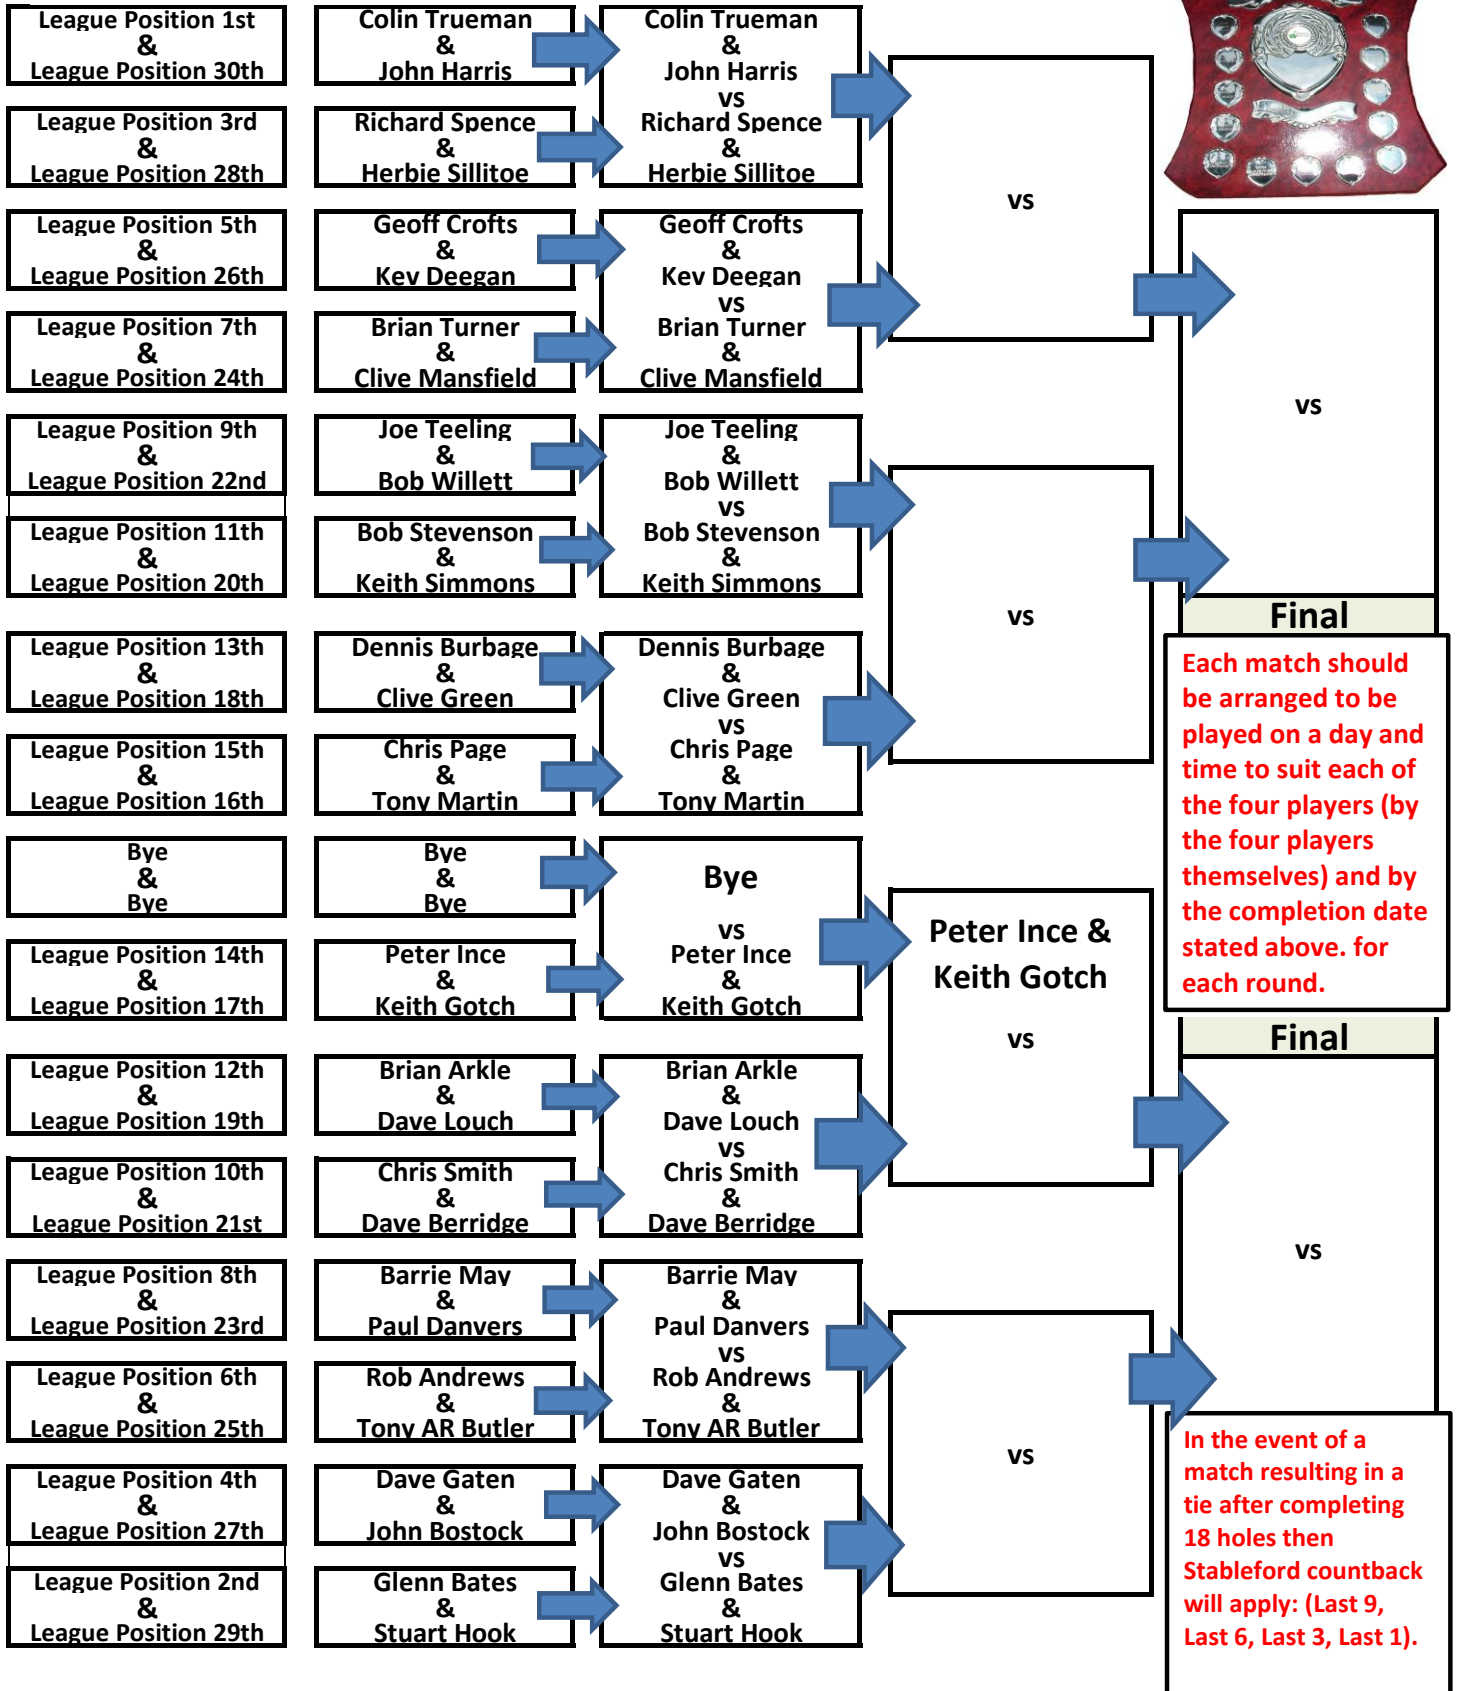 League Position 1st
&
League Position 30th
League Position 3rd
&
League Position 28th
League Position 5th
&
League Position 26th
League Position 7th
&
League Position 24th
League Position 9th
&
League Position 22nd
League Position 11th
&
League Position 20th
League Position 13th
&
League Position 18th
League Position 15th
&
League Position 16th
Bye
&
Bye
League Position 14th
&
League Position 17th
League Position 12th
&
League Position 19th
League Position 10th
&
League Position 21st
League Position 8th
&
League Position 23rd
League Position 6th
&
League Position 25th
League Position 4th
&
League Position 27th
League Position 2nd
&
League Position 29th
Colin Trueman
&
John Harris
Richard Spence
&
Herbie Sillitoe
Geoff Crofts
&
Kev Deegan
Brian Turner
&
Clive Mansfield
Joe Teeling
&
Bob Willett
Bob Stevenson
&
Keith Simmons
Dennis Burbage
&
Clive Green
Chris Page
&
Tony Martin
Bye
&
Bye
Peter Ince
&
Keith Gotch
Brian Arkle
&
Dave Louch
Chris Smith
&
Dave Berridge
Barrie May
&
Paul Danvers
Rob Andrews
&
Tony AR Butler
Dave Gaten
&
John Bostock
Glenn Bates
&
Stuart Hook
Colin Trueman
&
John Harris
vs
Richard Spence
&
Herbie Sillitoe
Geoff Crofts
&
Kev Deegan
vs
Brian Turner
&
Clive Mansfield
Joe Teeling
&
Bob Willett
vs
Bob Stevenson
&
Keith Simmons
Dennis Burbage
&
Clive Green
vs
Chris Page
&
Tony Martin
Bye
vs
Peter Ince
&
Keith Gotch
Brian Arkle
&
Dave Louch
vs
Chris Smith
&
Dave Berridge
Barrie May
&
Paul Danvers
vs
Rob Andrews
&
Tony AR Butler
Dave Gaten
&
John Bostock
vs
Glenn Bates
&
Stuart Hook
vs
vs
Peter Ince &
Keith Gotch
vs
vs
vs
Final
Each match should
be arranged to be
played on a day and
time to suit each of
the four players (by
the four players
themselves) and by
the completion date
stated above. for
each round.
Final
vs
In the event of a
match resulting in a
tie after completing
18 holes then
Stableford countback
will apply: (Last 9,
Last 6, Last 3, Last 1).